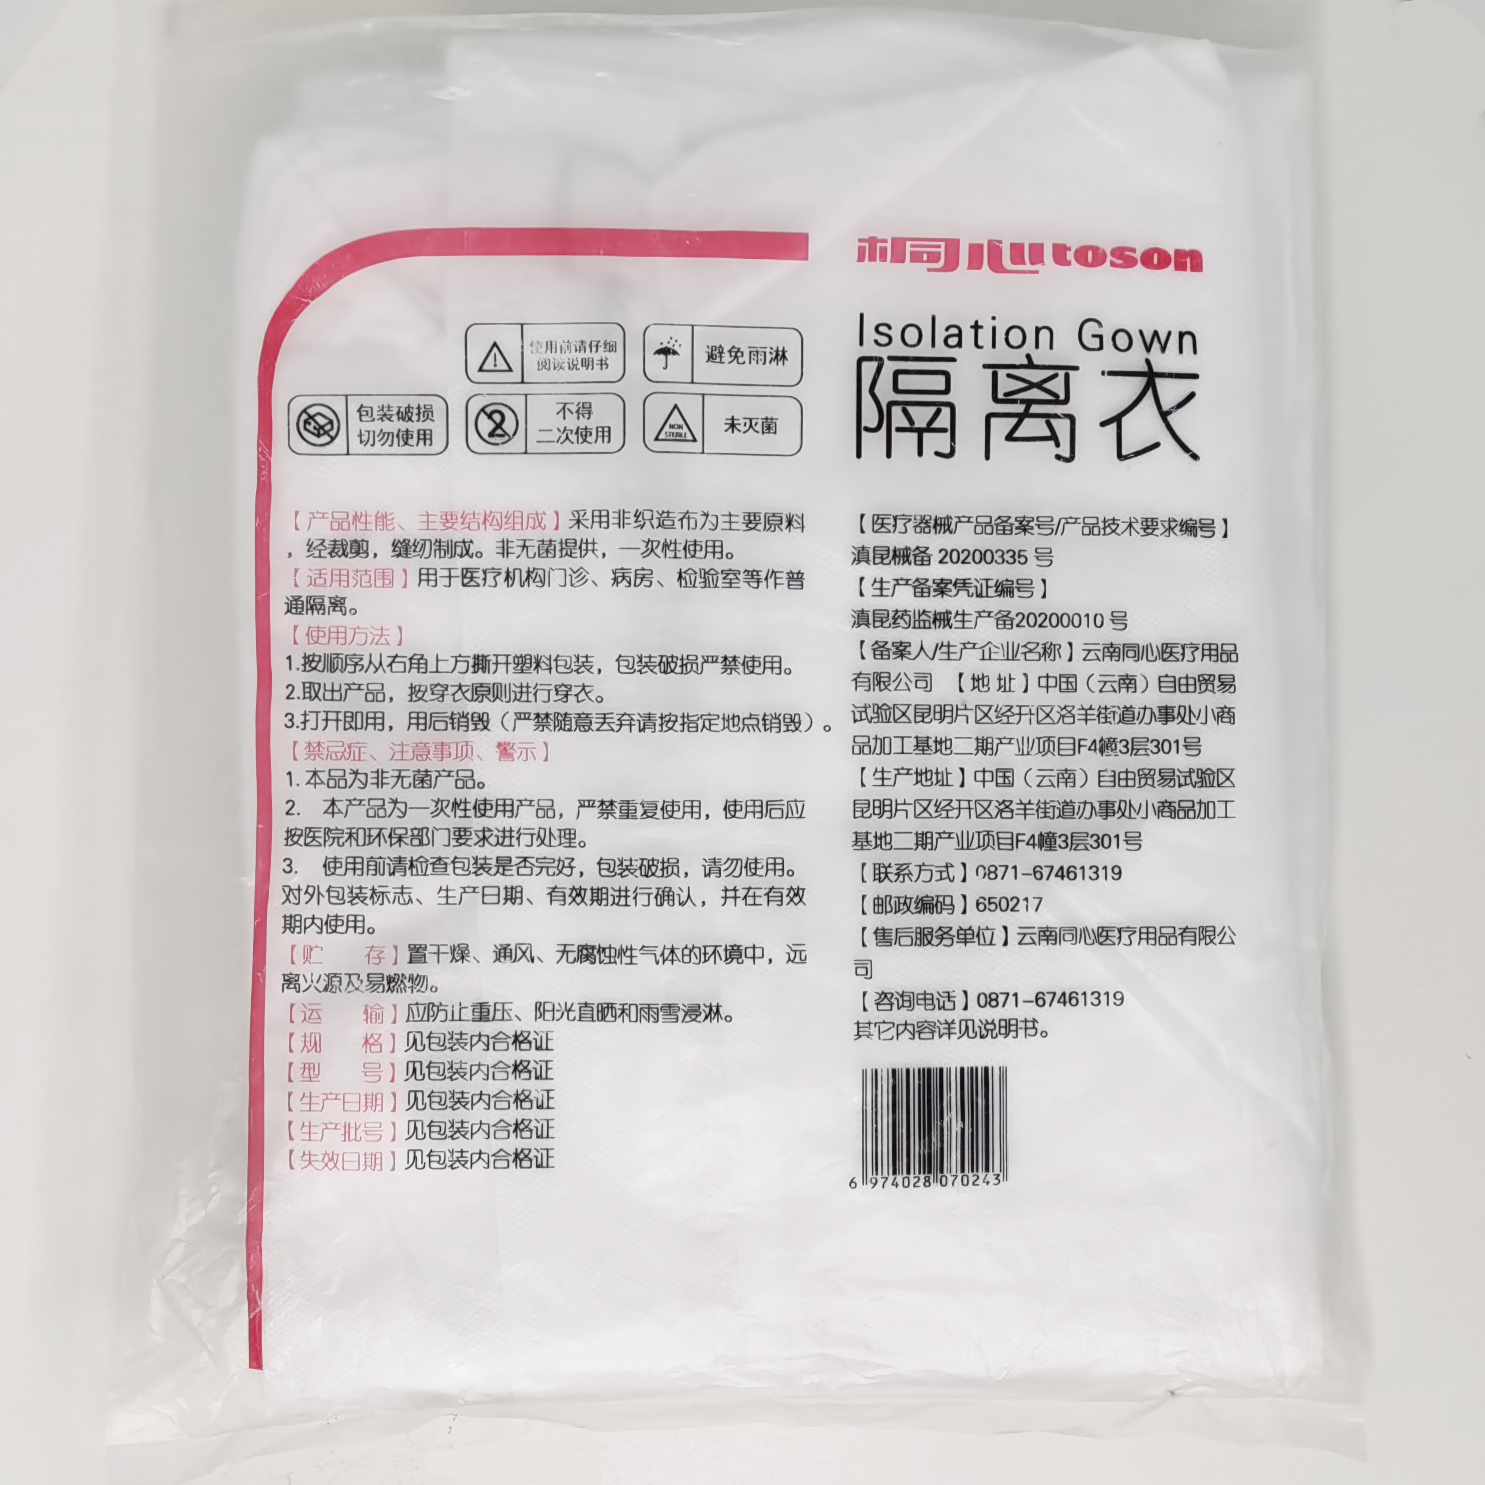 桐心 toson
Isolation Gown
隔离衣
使用前请仔细
阅读说明书
避免雨淋
包装破损
切勿使用
2
不得
二次使用
NON
STERILE
未灭菌
【产品性能、主要结构组成】采用非织造布为主要原料
，经裁剪，缝纫制成。非无菌提供，一次性使用。
【适用范围】用于医疗机构门诊、病房、检验室等作普
通隔离。
【使用方法】
1.按顺序从右角上方撕开塑料包装，包装破损严禁使用。
2.取出产品，按穿衣原则进行穿衣。
3.打开即用，用后销毁（严禁随意丢弃请按指定地点销毁）。
【禁忌症、注意事项、警示】
1.本品为非无菌产品。
2. 本产品为一次性使用产品，严禁重复使用，使用后应
按医院和环保部门要求进行处理。
3. 使用前请检查包装是否完好，包装破损，请勿使用。
对外包装标志、生产日期、有效期进行确认，并在有效
期内使用。
【贮 存】置干燥、通风、无腐蚀性气体的环境中，远
离火源及易燃物。
【运 输】应防止重压、阳光直晒和雨雪浸淋。
【规 格】见包装内合格证
【型 号】见包装内合格证
【生产日期】见包装内合格证
【生产批号】见包装内合格证
【失效日期】见包装内合格证
【医疗器械产品备案号/产品技术要求编号】
滇昆械备 20200335 号
【生产备案凭证编号】
滇昆药监械生产备20200010 号
【备案人/生产企业名称】云南同心医疗用品
有限公司 【地 址】中国（云南）自由贸易
试验区昆明片区经开区洛羊街道办事处小商
品加工基地二期产业项目F4幢3层301号
【生产地址】中国（云南）自由贸易试验区
昆明片区经开区洛羊街道办事处小商品加工
基地二期产业项目F4幢3层301号
【联系方式】0871-67461319
【邮政编码】650217
【售后服务单位】云南同心医疗用品有限公
司
【咨询电话】0871-67461319
其它内容详见说明书。
6 974028 070243